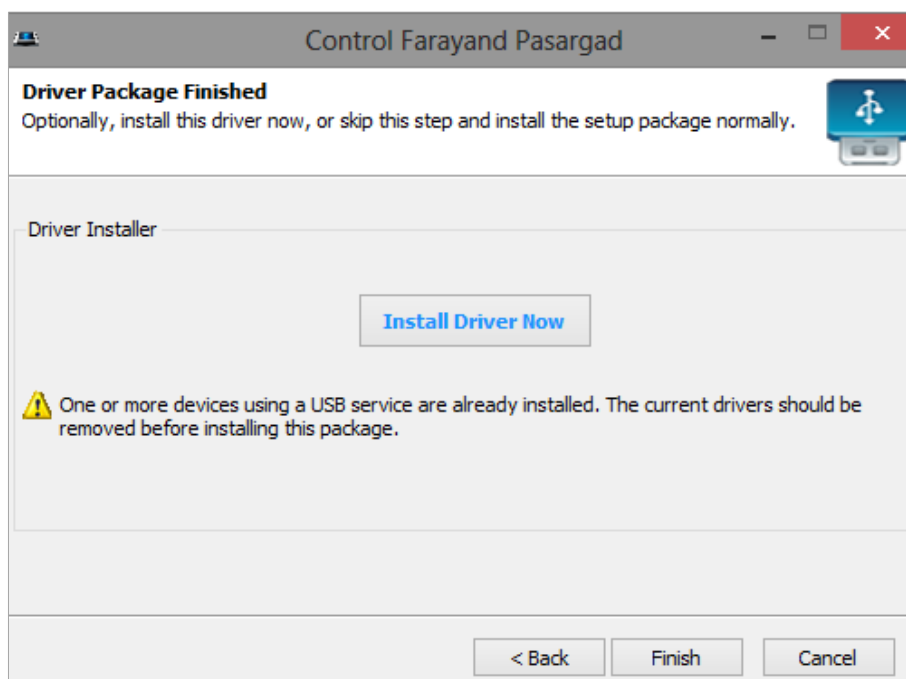 Control Farayand Pasargad
Driver Package Finished
Optionally, install this driver now, or skip this step and install the setup package normally.
Driver Installer
Install Driver Now
One or more devices using a USB service are already installed. The current drivers should be
removed before installing this package.
< Back
Finish
Cancel